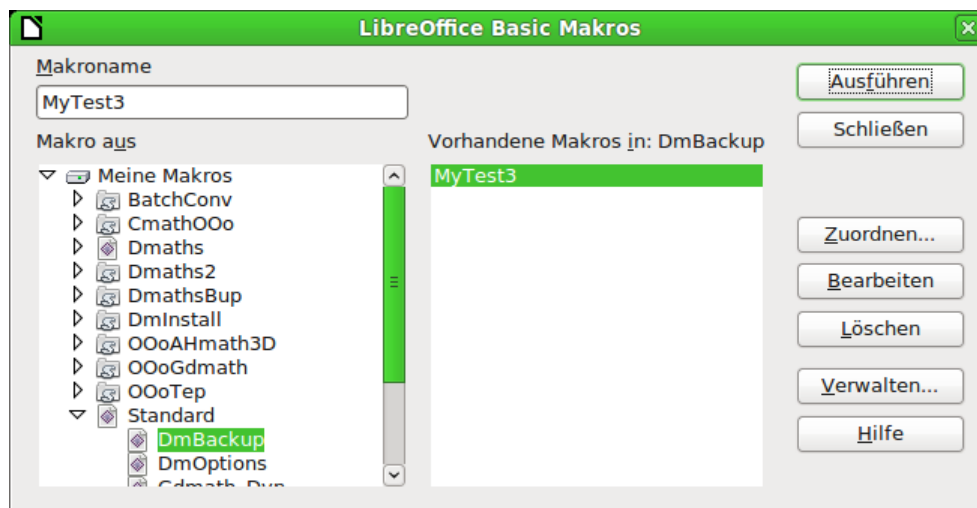 LibreOffice Basic Makros
Makroname
MyTest3
Makro aus
Meine Makros
BatchConv
CmathOOo
Dmaths
Dmaths2
DmathsBup
DmInstall
OOoAHmath3D
OOoGdmath
OOoTep
Standard
DmBackup
DmOptions
Gdmath_Dyn
Vorhandene Makros in: DmBackup
MyTest3
Ausführen
Schließen
Zuordnen...
Bearbeiten
Löschen
Verwalten...
Hilfe